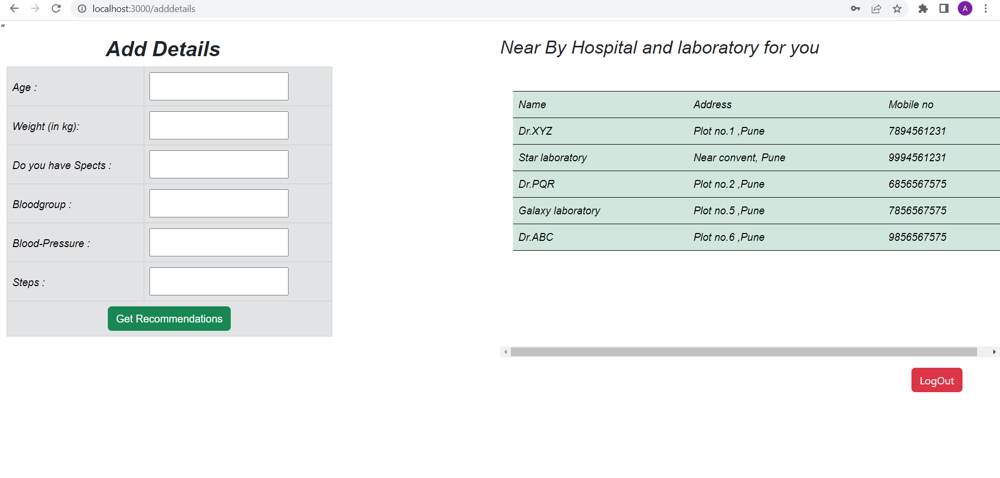 localhost:3000/adddetails
A
"
Add Details
Age :
Weight (in kg):
Do you have Spects :
Bloodgroup :
Blood-Pressure :
Steps :
Get Recommendations
Near By Hospital and laboratory for you
Name Address Mobile no
Dr.XYZ Plot no.1 ,Pune 7894561231
Star laboratory Near convent, Pune 9994561231
Dr.PQR Plot no.2 ,Pune 6856567575
Galaxy laboratory Plot no.5 ,Pune 7856567575
Dr.ABC Plot no.6 ,Pune 9856567575
LogOut